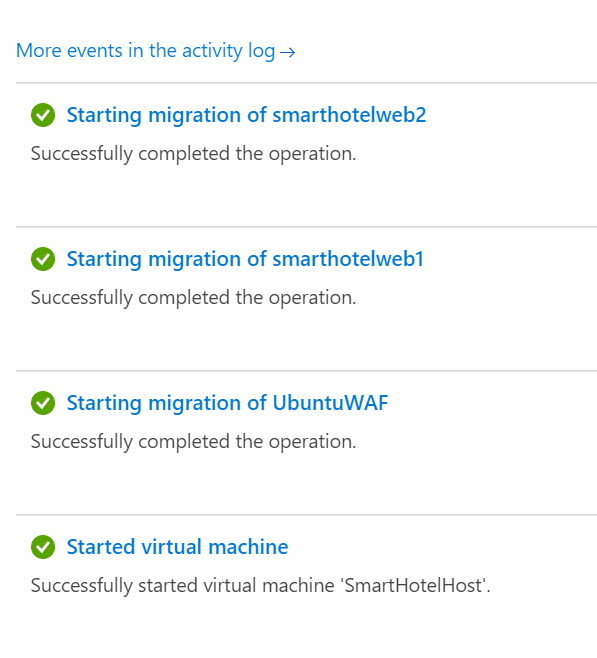 More events in the activity log→
Starting migration of smarthotelweb2
Successfully completed the operation.
Starting migration of smarthotelweb1
Successfully completed the operation.
Starting migration of UbuntuWAF
Successfully completed the operation.
Started virtual machine
Successfully started virtual machine 'SmartHotelHost'.